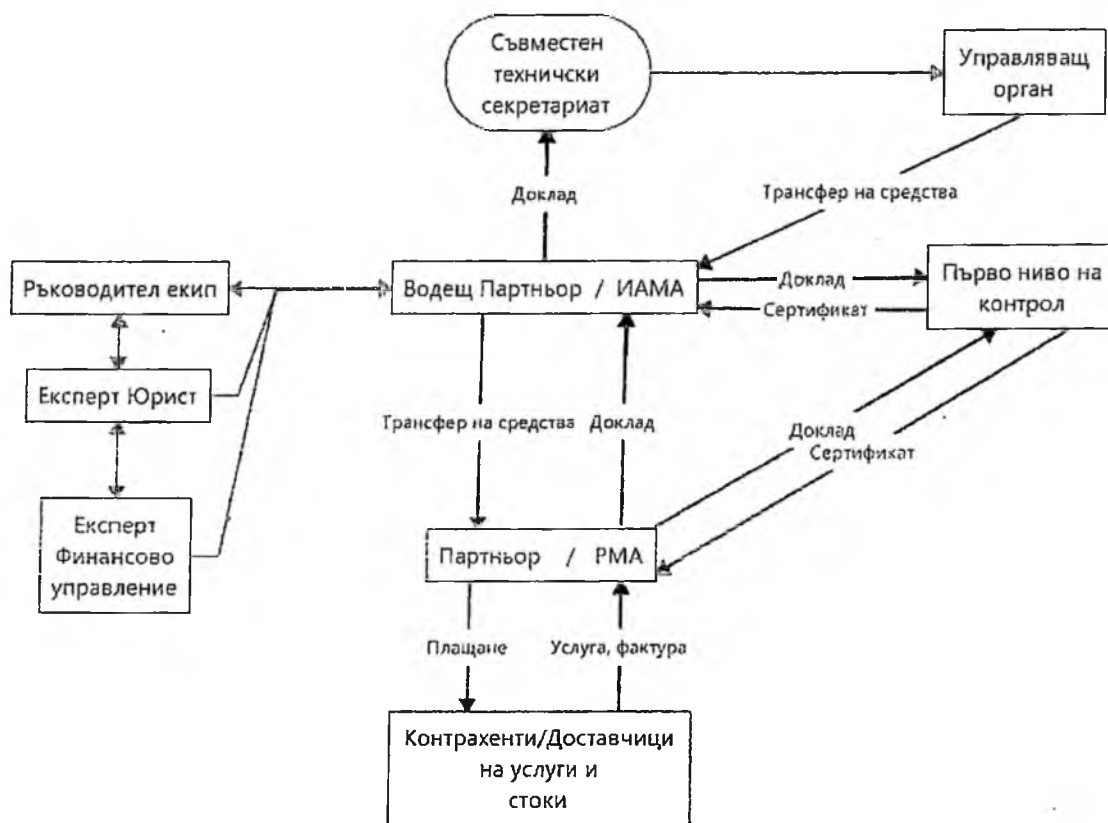 Съвместен
техничски
секретариат
Управляващ
орган
Доклад
Трансфер на средства
Ръководител екип
Водещ Партньор / ИАМА
Доклад
Сертификат
Първо ниво на
контрол
Експерт Юрист
Трансфер на средства
Доклад
Доклад
Сертификат
Експерт
Финансово
управление
Партньор / РМА
Плащане
Услуга, фактура
Контрахенти/Доставчици
на услуги и
стоки